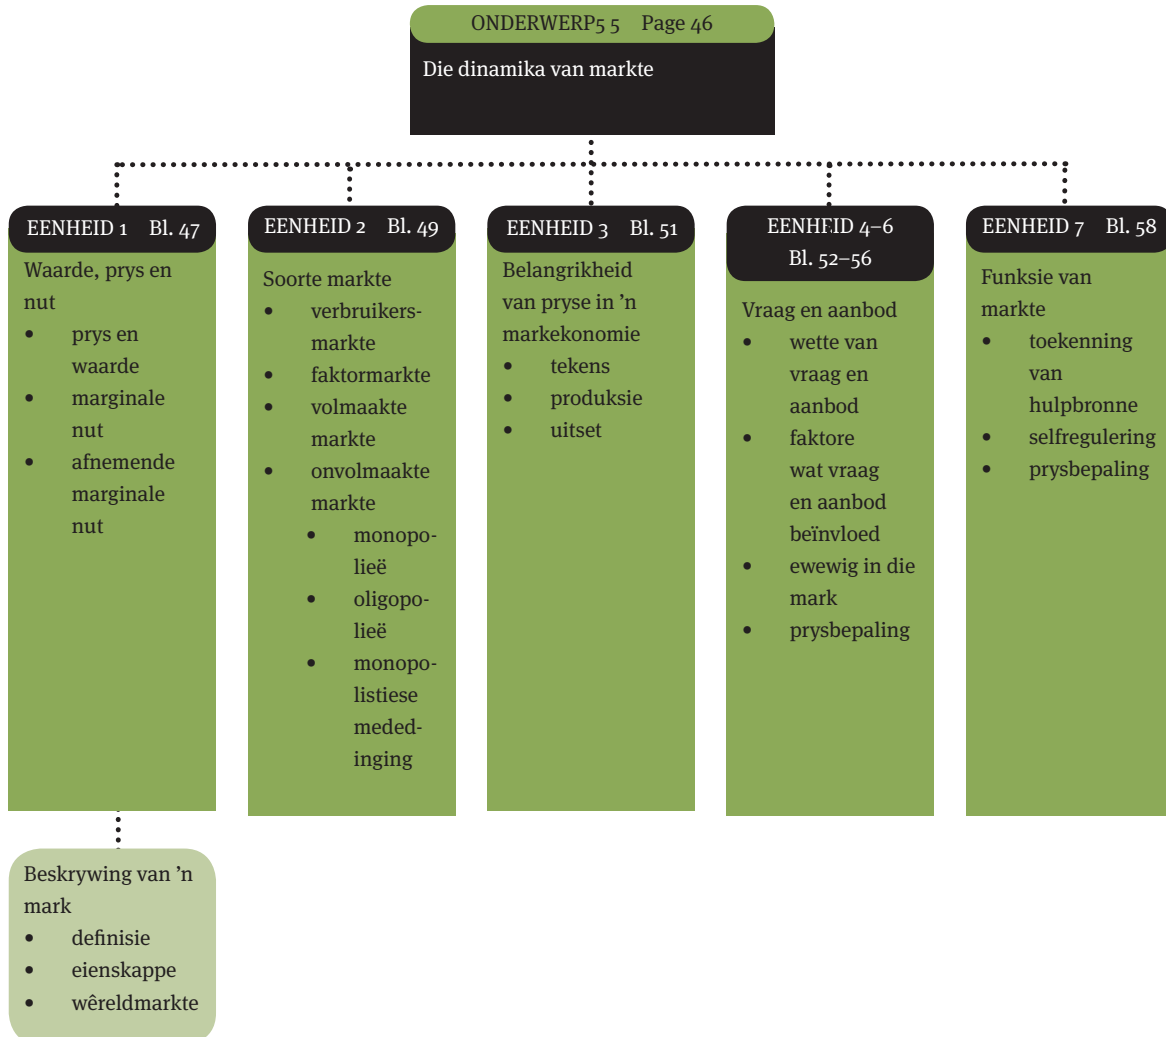 ONDERWERP5 5 Page 46
Die dinamika van markte
EENHEID 1 Bl. 47
Waarde, prys en
nut
• prys en
waarde
• marginale
nut
• afnemende
marginale
nut
Beskrywing van ’n
mark
• definisie
• eienskappe
• wêreldmarkte
EENHEID 2 Bl. 49
Soorte markte
• verbruikers-
markte
• faktormarkte
• volmaakte
markte
• onvolmaakte
markte
• monopo-
lieë
• oligopo-
lieë
• monopo-
listiese
meded-
inging
EENHEID 3 Bl. 51
Belangrikheid
van pryse in ’n
markekonomie
• tekens
• produksie
• uitset
EENHEID 4–6
Bl. 52–56
Vraag en aanbod
• wette van
vraag en
aanbod
• faktore
wat vraag
en aanbod
beïnvloed
• ewewig in die
mark
• prysbepaling
EENHEID 7 Bl. 58
Funksie van
markte
• toekenning
van
hulpbronne
• selfregulering
• prysbepaling